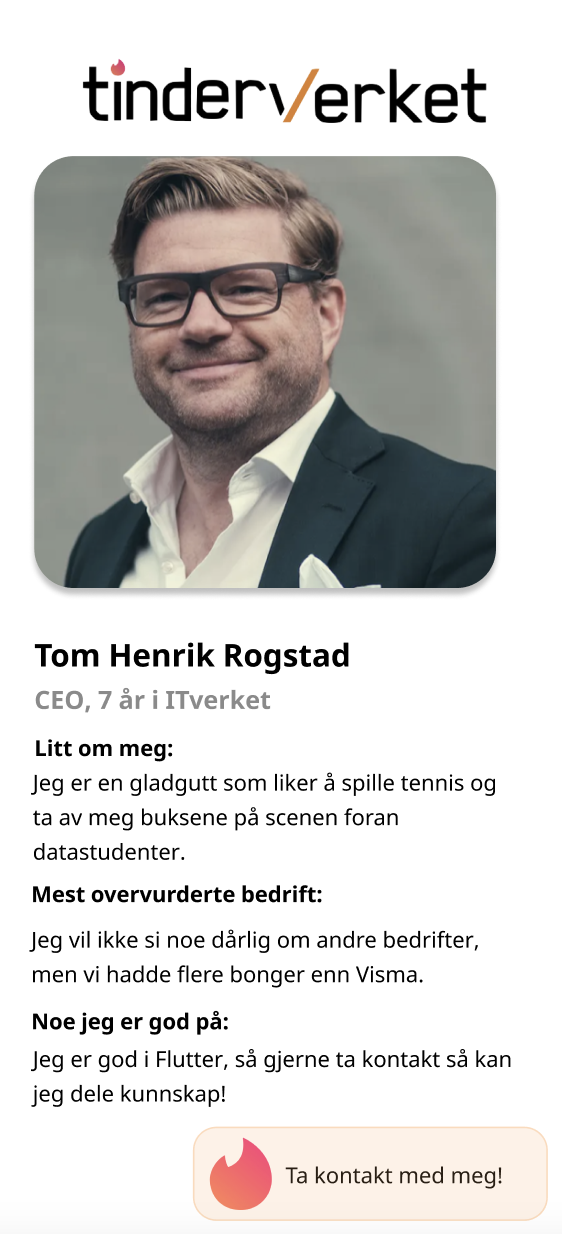 tinderverket
Tom Henrik Rogstad
CEO, 7 år i ITverket
Litt om meg:
Jeg er en gladgutt som liker å spille tennis og
ta av meg buksene på scenen foran
datastudenter.
Mest overvurderte bedrift:
Jeg vil ikke si noe dårlig om andre bedrifter,
men vi hadde flere bonger enn Visma.
Noe jeg er god på:
Jeg er god i Flutter, så gjerne ta kontakt så kan
jeg dele kunnskap!
Ta kontakt med meg!